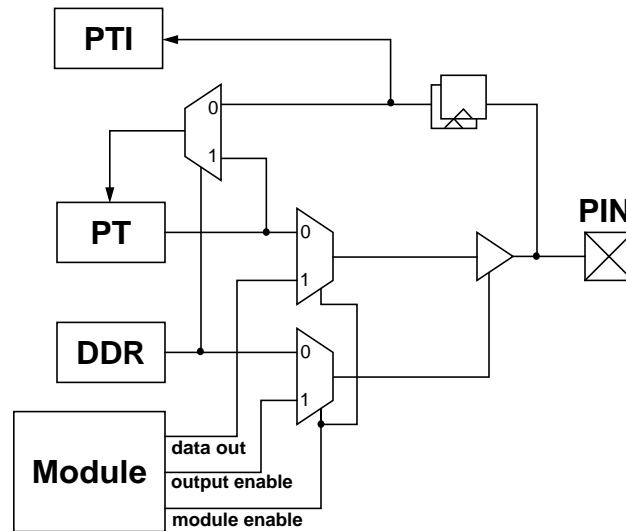 PTI
0
1
PT
PIN
0
1
DDR
0
1
Module
data out
output enable
module enable